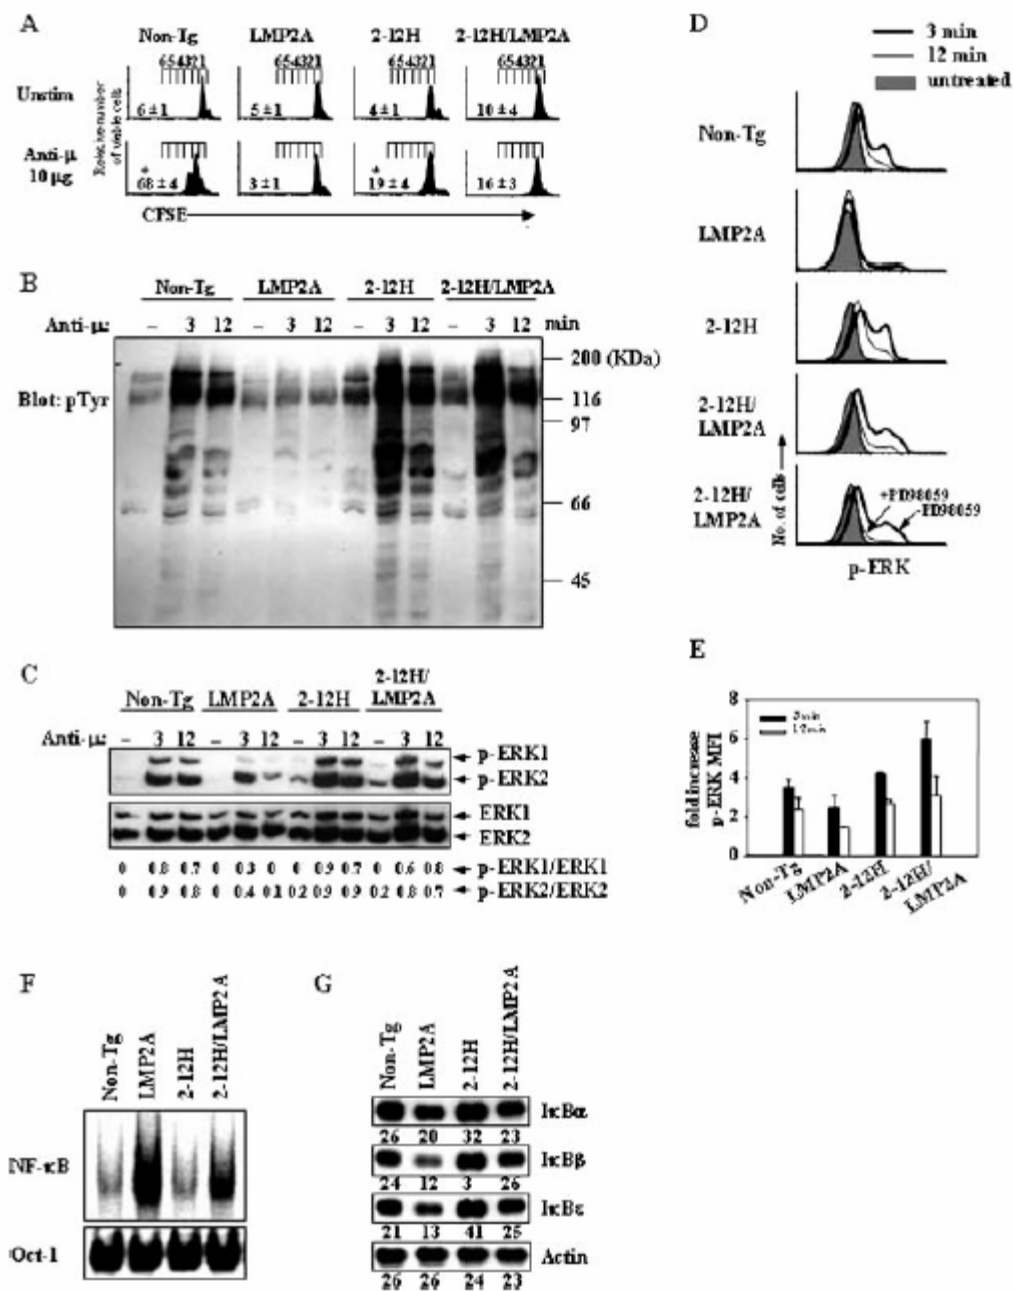 A
Non-Tg LMP2A 2-12H 2-12H/LMP2A
654321 654321 654321 654321
Unstim
6±1 5±1 4±1 10±4
Relative number of viable cells
Anti-μ
10 μg
*
68±4 3±1 19±4 16±3
*
CFSE
B
Non-Tg LMP2A 2-12H 2-12H/LMP2A
Anti-μ: – 3 12 – 3 12 – 3 12 – 3 12 min
200 (KDa)
Blot: pTyr
116
97
66
45
C
Non-Tg LMP2A 2-12H 2-12H/
LMP2A
Anti-μ: – 3 12 – 3 12 – 3 12 – 3 12
p-ERK1
p-ERK2
ERK1
ERK2
0 0.8 0.7 0 0.3 0 0 0.9 0.7 0 0.6 0.8 p-ERK1/ERK1
0 0.9 0.8 0 0.4 0.1 0.2 0.9 0.9 0.2 0.8 0.7 p-ERK2/ERK2
D
3 min
12 min
untreated
Non-Tg
LMP2A
2-12H
2-12H/
LMP2A
2-12H/
LMP2A
+PD98059
-PD98059
No. of cells
p-ERK
E
8
6
4
2
0
3min
12min
fold increase
p-ERK MFI
Non-Tg
LMP2A
2-12H
2-12H/
LMP2A
F
Non-Tg
LMP2A
2-12H
2-12H/LMP2A
NF-κB
Oct-1
G
Non-Tg
LMP2A
2-12H
2-12H/LMP2A
IκBα
26 20 32 23
IκBβ
24 12 3 26
IκBε
21 13 41 25
Actin
26 26 24 23